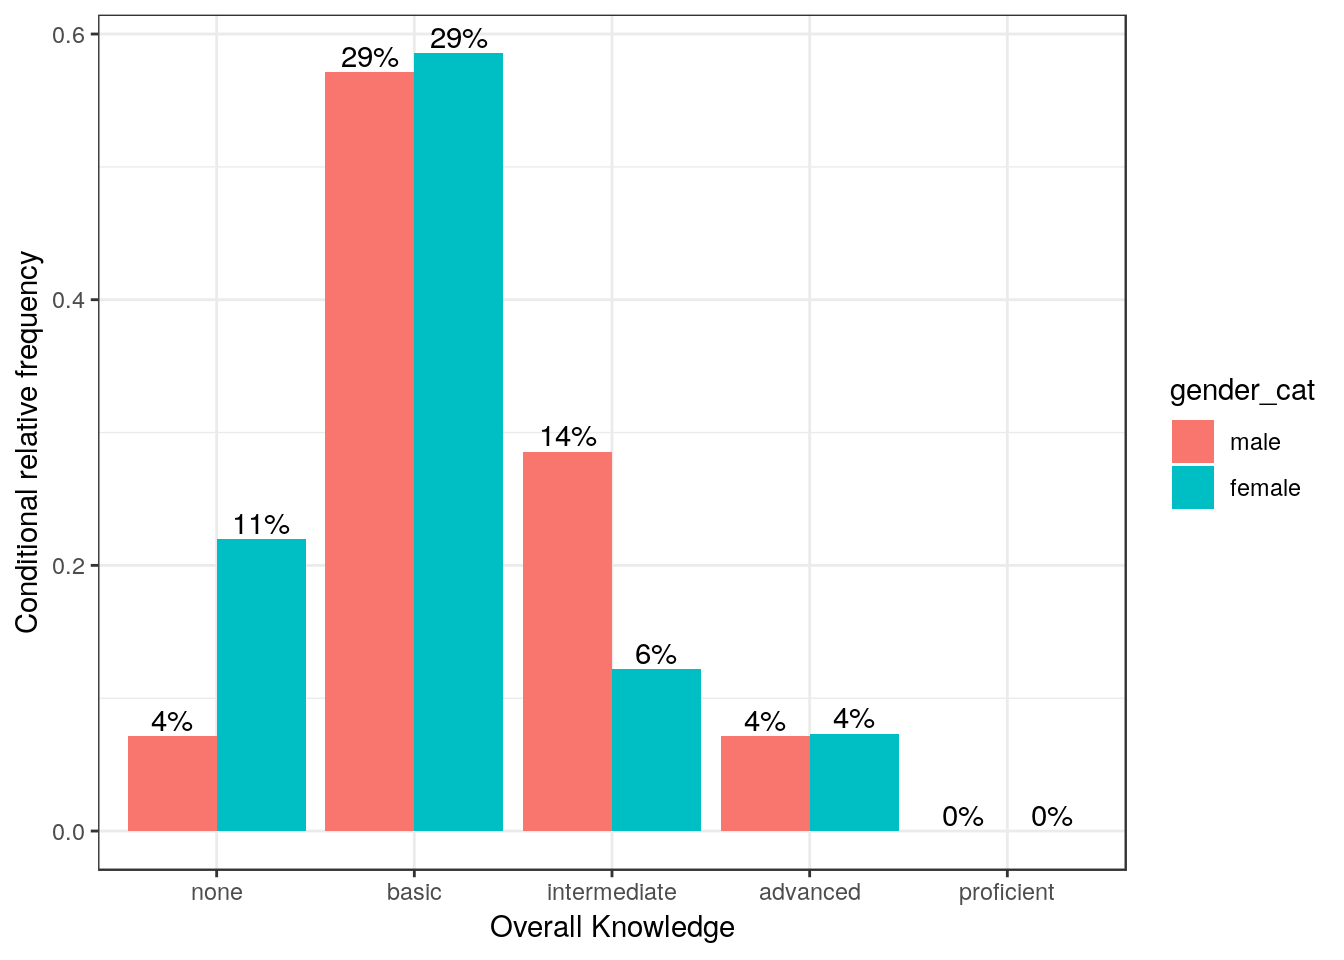 Conditional relative frequency
0.6
0.4
0.2
0.0
4%
11%
29%
29%
14%
6%
4%
4%
0%
0%
none
basic
intermediate
advanced
proficient
Overall Knowledge
gender_cat
male
female